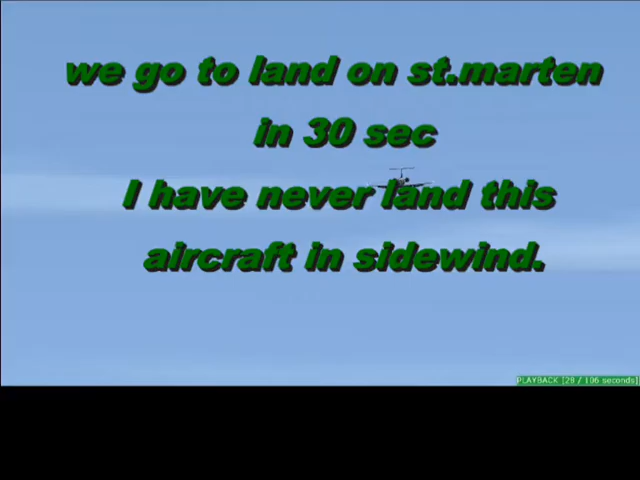 we go to land on st.marten
in 30 sec
I have never land this
aircraft in sidewind.
PLAYBACK [28 / 106 seconds]